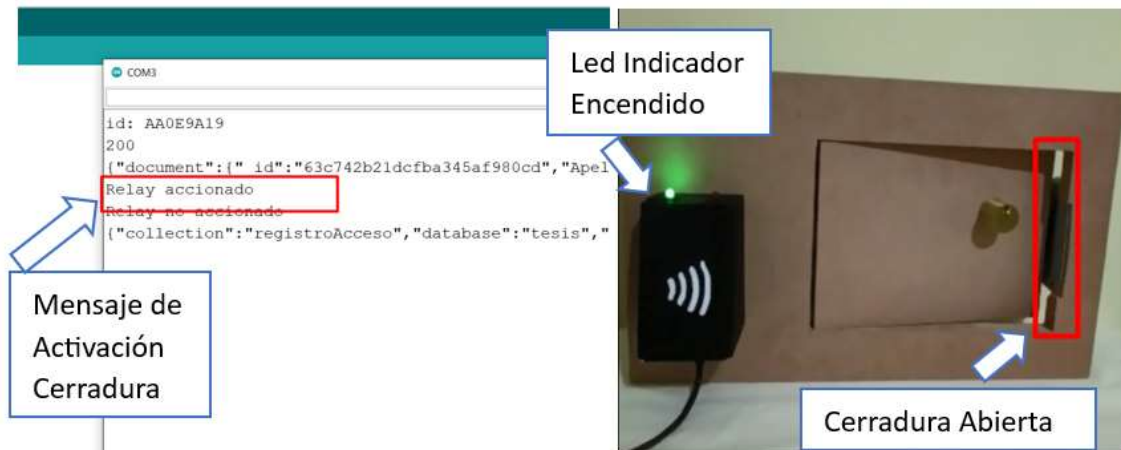 COM3
id: AA0E9A19
200
{"document":{"_id":"63c742b21dcfba345af980cd","Apel
Relay accionado
Relay no accionado
{"collection":"registroAcceso","database":"tesis","
Mensaje de
Activación
Cerradura
Led Indicador
Encendido
Cerradura Abierta